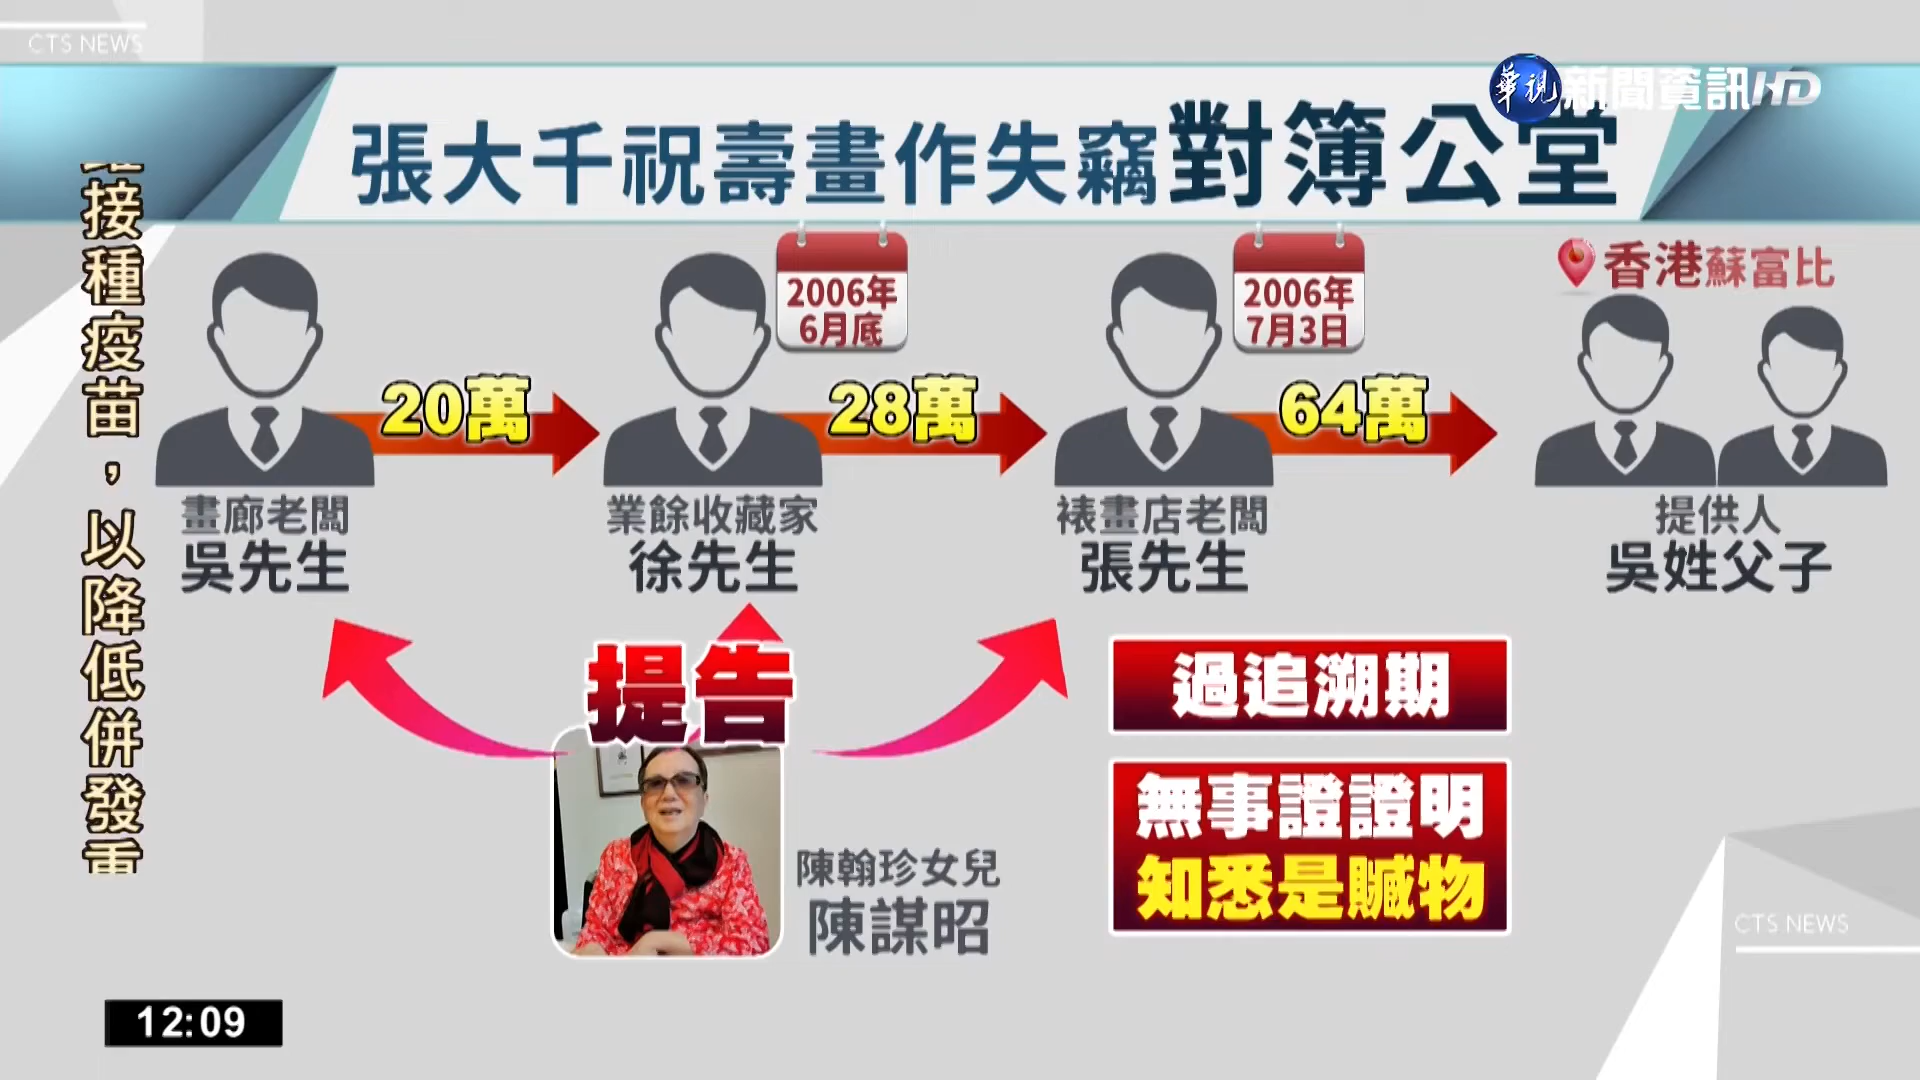 CTS NEWS
華視 新聞資訊HD
張大千祝壽畫作失竊對簿公堂
接種疫苗，以降低併發重
2006年
6月底
2006年
7月3日
香港蘇富比
20萬
28萬
64萬
畫廊老闆
吳先生
業餘收藏家
徐先生
裱畫店老闆
張先生
提供人
吳姓父子
提告
過追溯期
無事證證明
知悉是贓物
陳翰珍女兒
陳謀昭
CTS NEWS
12:09